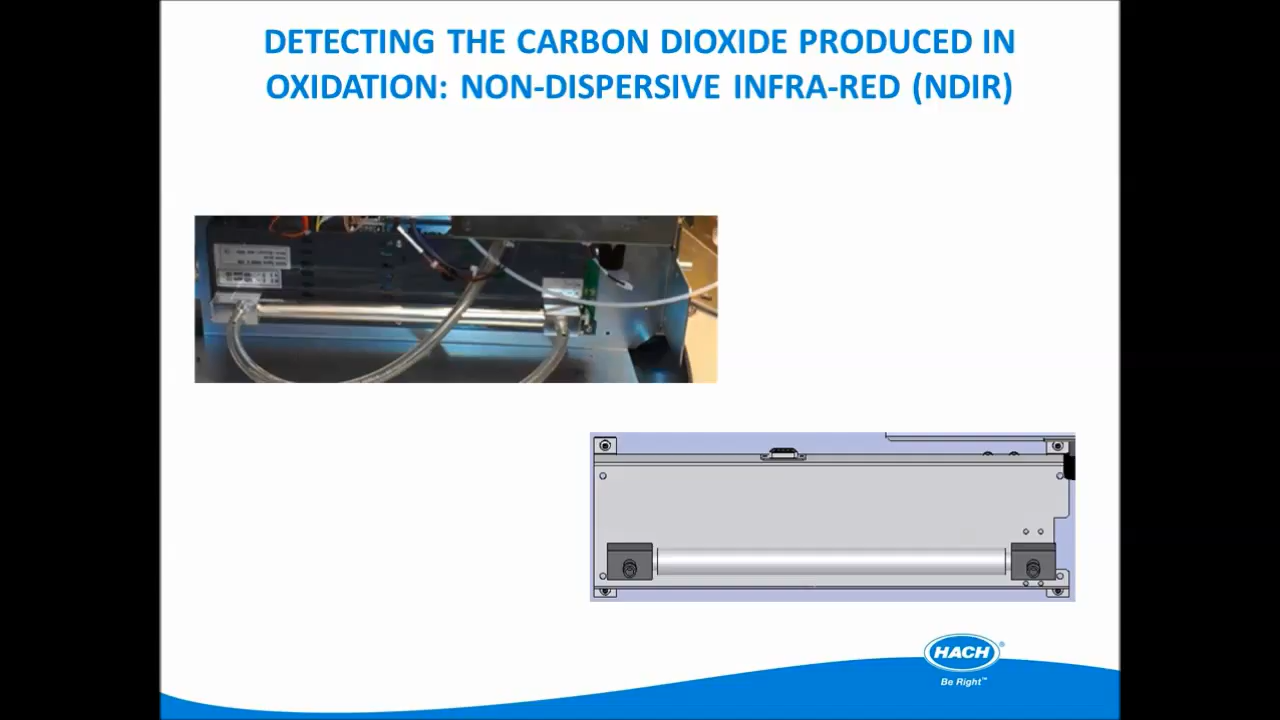 DETECTING THE CARBON DIOXIDE PRODUCED IN
OXIDATION: NON-DISPERSIVE INFRA-RED (NDIR)
HACH®
Be Right™